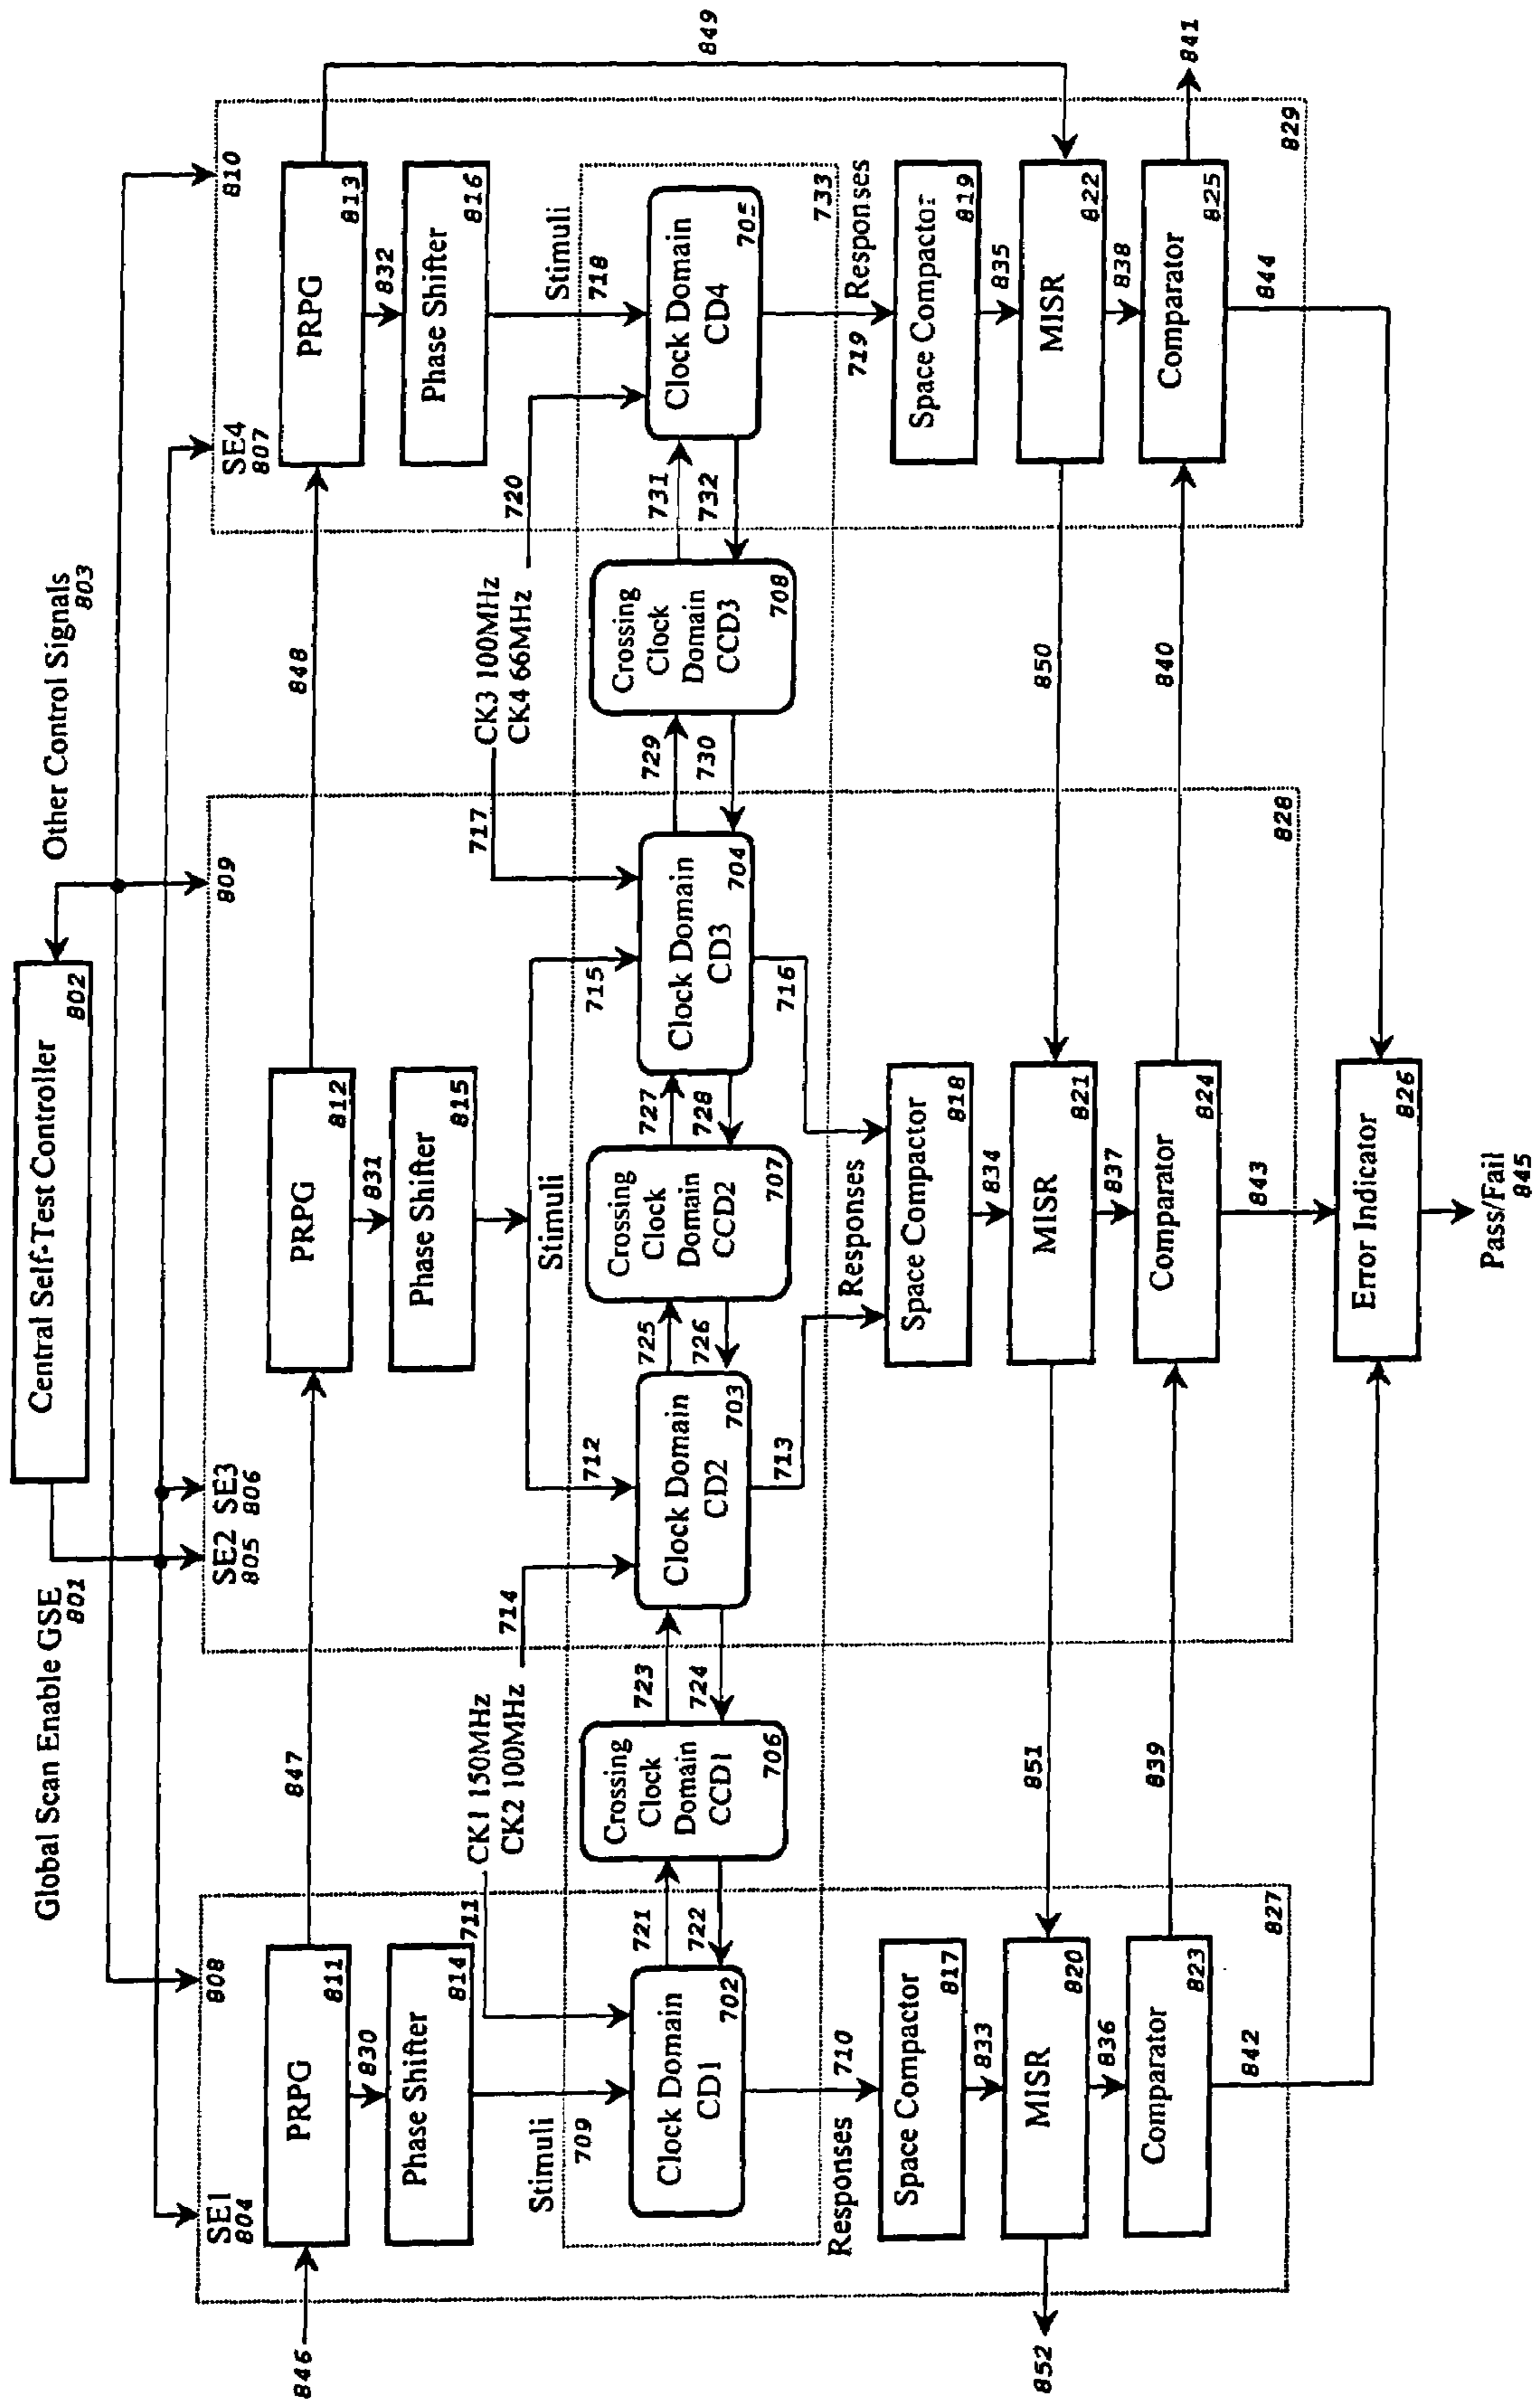 Central Self-Test Controller
802
Global Scan Enable GSE
801
Other Control Signals
803
SE1
804
808
SE2
805
SE3
806
809
SE4
807
810
846
PRPG
811
847
PRPG
812
848
PRPG
813
849
830
831
832
Phase Shifter
814
Phase Shifter
815
Phase Shifter
816
711
CK1 150MHz
CK2 100MHz
714
CK3 100MHz
CK4 66MHz
717
720
Stimuli
709
Stimuli
712
715
Stimuli
718
Clock Domain
CD1
702
721
722
Crossing
Clock
Domain
CCD1
706
723
724
Clock Domain
CD2
703
725
726
Crossing
Clock
Domain
CCD2
707
727
728
Clock Domain
CD3
704
729
730
Crossing
Clock
Domain
CCD3
708
731
732
Clock Domain
CD4
705
733
Responses
710
713
Responses
716
719
Responses
Space Compactor
817
Space Compactor
818
Space Compactor
819
833
834
835
852
MISR
820
851
MISR
821
850
MISR
822
836
837
838
Comparator
823
839
Comparator
824
840
Comparator
825
841
842
843
844
827
828
829
Error Indicator
826
Pass/Fail
845